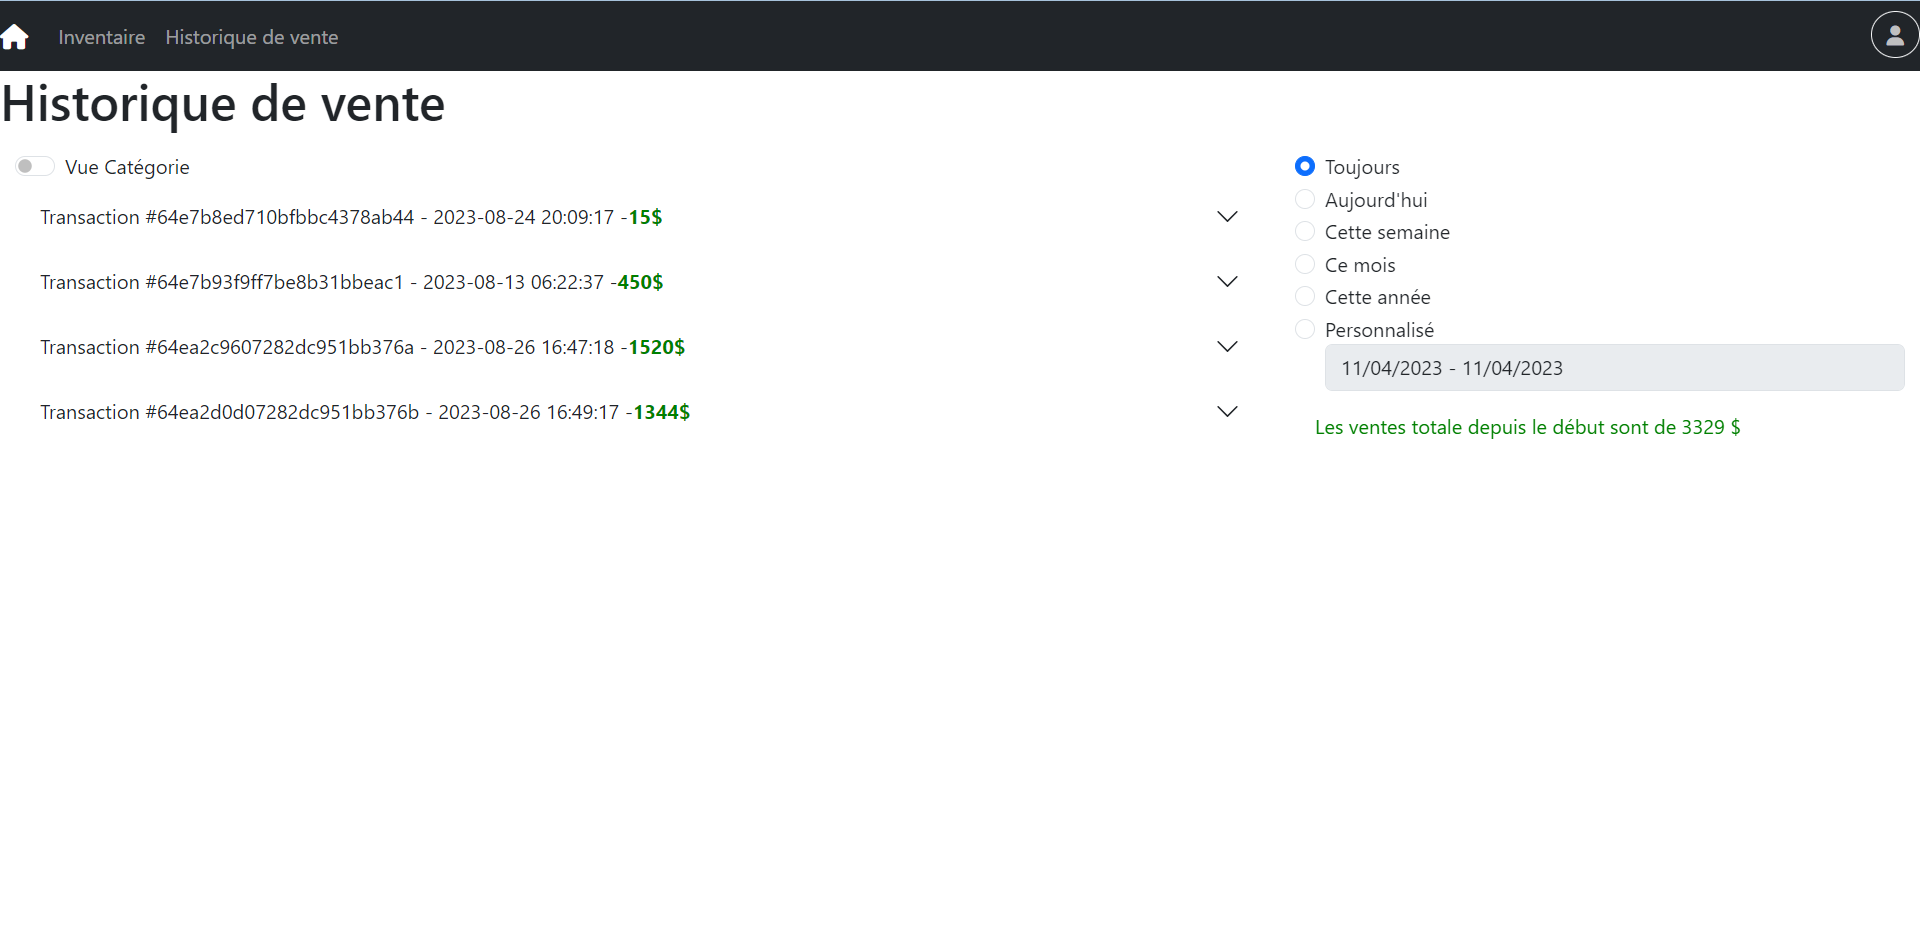 Inventaire Historique de vente
Historique de vente
Vue Catégorie
Transaction #64e7b8ed710bfbbc4378ab44 - 2023-08-24 20:09:17 -15$
Transaction #64e7b93f9ff7be8b31bbeac1 - 2023-08-13 06:22:37 -450$
Transaction #64ea2c9607282dc951bb376a - 2023-08-26 16:47:18 -1520$
Transaction #64ea2d0d07282dc951bb376b - 2023-08-26 16:49:17 -1344$
Toujours
Aujourd'hui
Cette semaine
Ce mois
Cette année
Personnalisé
11/04/2023 - 11/04/2023
Les ventes totale depuis le début sont de 3329 $